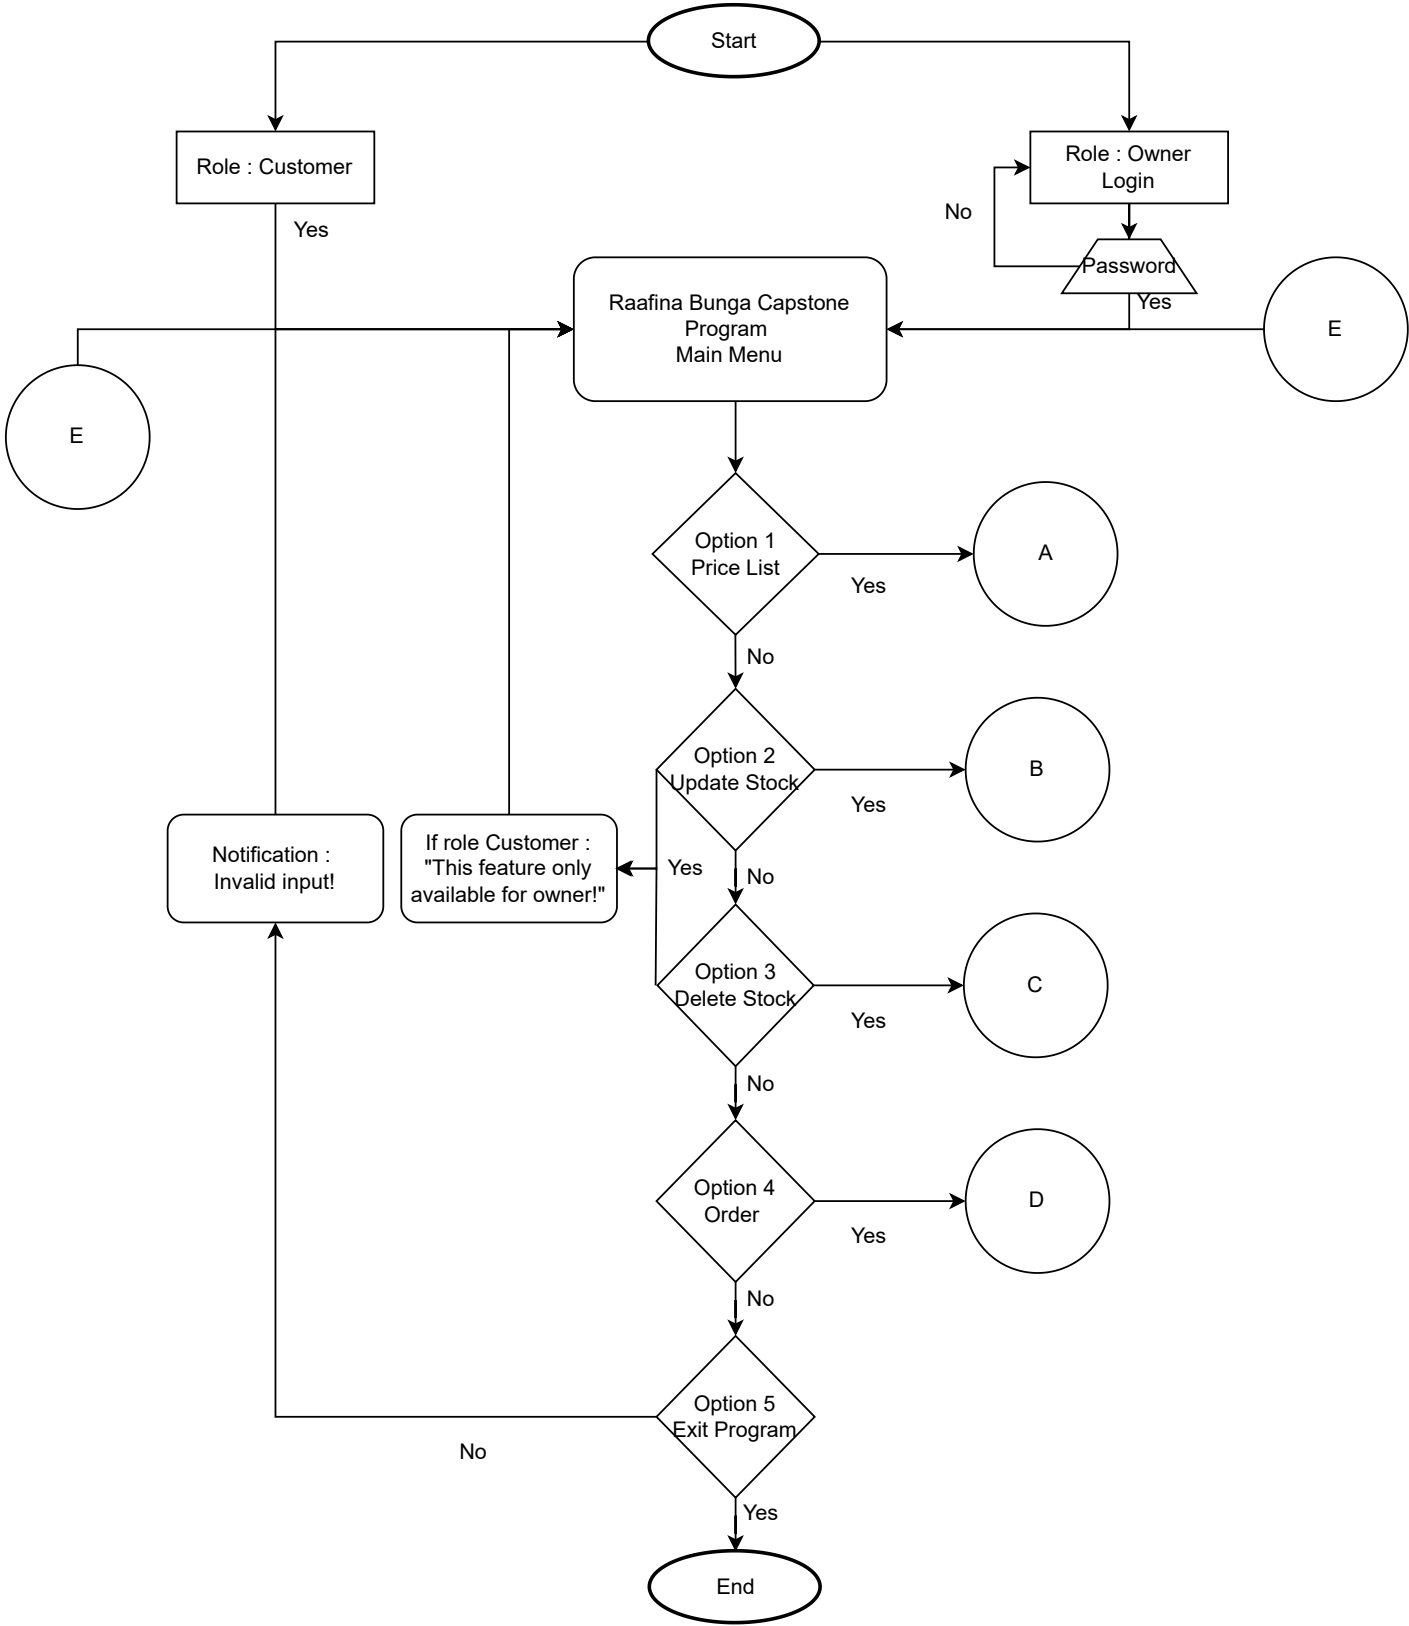 Start
Role : Customer
Role : Owner
Login
Yes
No
Password
Yes
Raafina Bunga Capstone
Program
Main Menu
E
E
Option 1
Price List
Yes
A
No
Option 2
Update Stock
Yes
B
Notification :
Invalid input!
If role Customer :
"This feature only
available for owner!"
Yes
No
Option 3
Delete Stock
Yes
C
No
Option 4
Order
Yes
D
No
Option 5
Exit Program
No
Yes
End